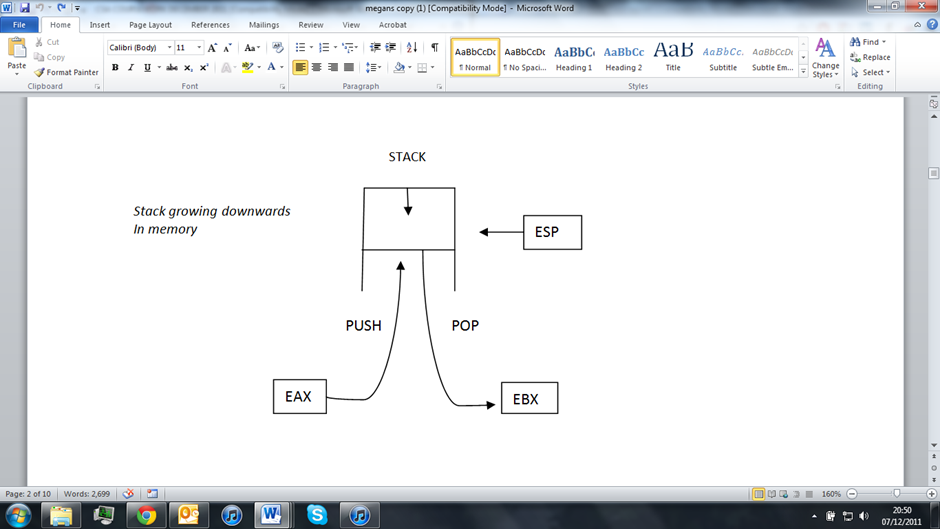 megans copy (1) [Compatibility Mode] - Microsoft Word
File Home Insert Page Layout References Mailings Review View Acrobat
Paste
Cut
Copy
Format Painter
Clipboard
Calibri (Body) 11
Font
Paragraph
AaBbCcDc AaBbCcDc AaBbC AaBbCc AaB AaBbCc. AaBbCcDc
¶ Normal ¶ No Spaci... Heading 1 Heading 2 Title Subtitle Subtle Em...
Styles
Change
Styles
Find
Replace
Select
Editing
STACK
Stack growing downwards
In memory
ESP
PUSH
POP
EAX
EBX
Page: 2 of 10 Words: 2,699
160%
20:50
07/12/2011